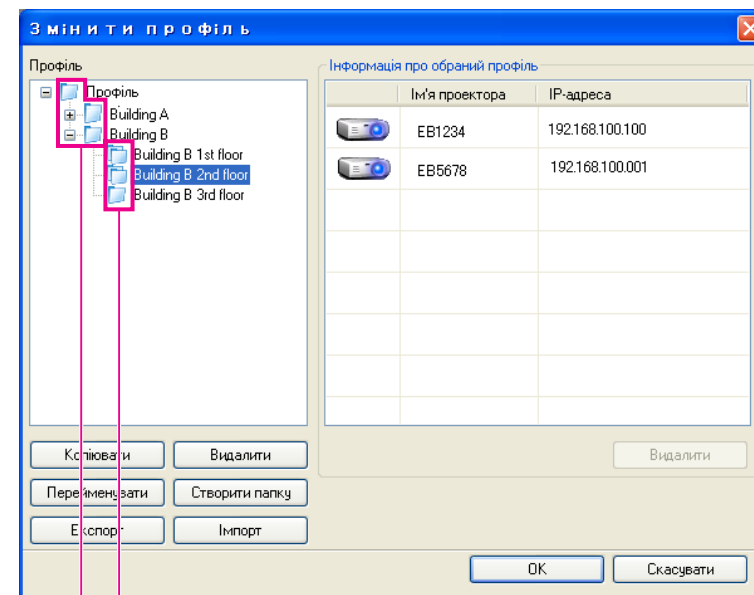 Змінити профіль
Профіль
Профіль
Building A
Building B
Building B 1st floor
Building B 2nd floor
Building B 3rd floor
Інформація про обраний профіль
Ім'я проектора IP-адреса
EB1234 192.168.100.100
EB5678 192.168.100.001
Копіювати Видалити
Перейменувати Створити папку
Експорт Імпорт
Видалити
OK Скасувати